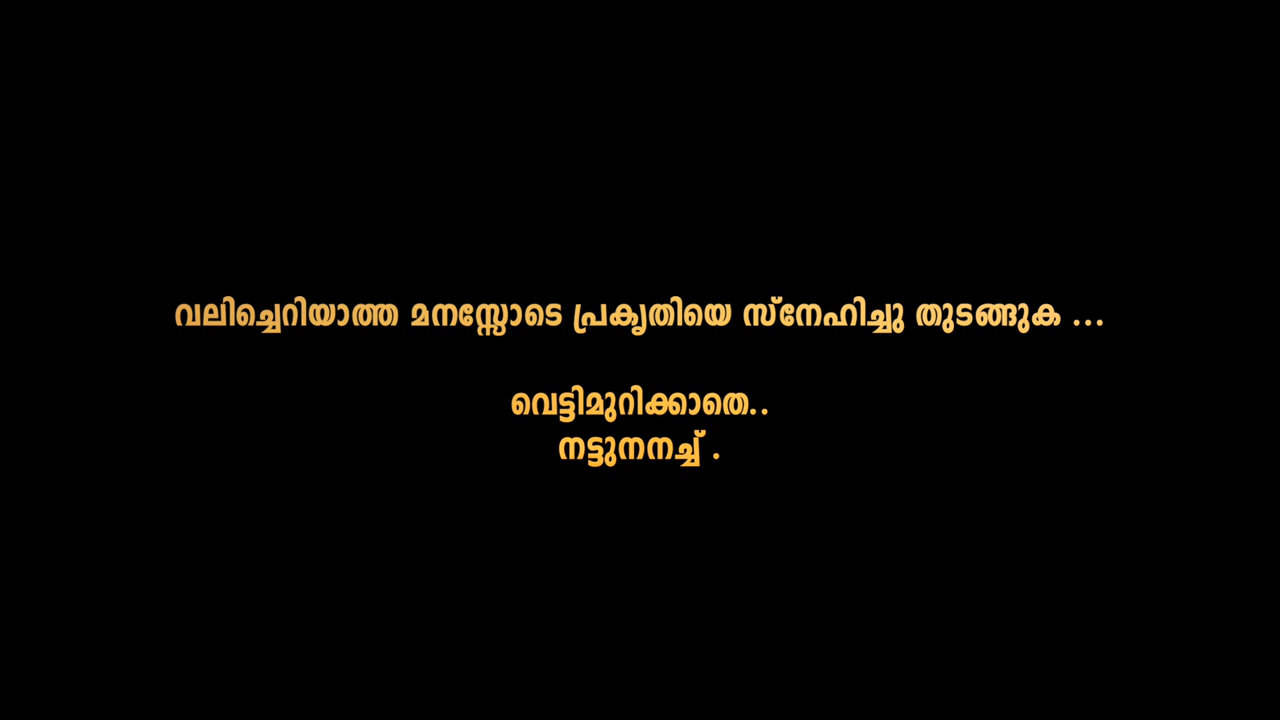 വലിച്ചെറിയാത്ത മനസ്സോടെ പ്രകൃതിയെ സ്നേഹിച്ചു തുടങ്ങുക ...
വെട്ടിമുറിക്കാതെ..
നട്ടുനനച്ച് .